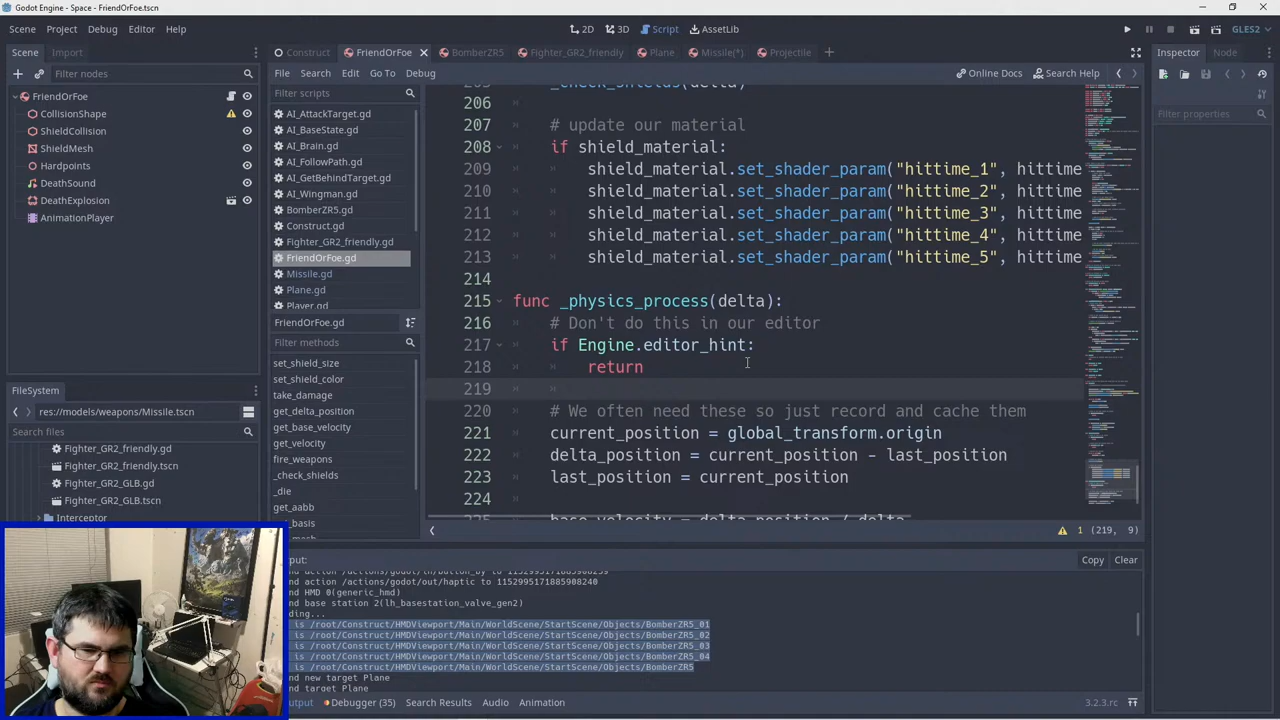 Godot Engine - Space - FriendOrFoe.tscn
Scene Project Debug Editor Help
2D 3D Script AssetLib
GLES2
Scene Import
Filter nodes
FriendOrFoe
CollisionShape
ShieldCollision
ShieldMesh
Hardpoints
DeathSound
DeathExplosion
AnimationPlayer
FileSystem
res://models/weapons/Missile.tscn
Search files
Fighter_GR2_friendly.gd
Fighter_GR2_friendly.tscn
Fighter_GR2_GLB.gd
Fighter_GR2_GLB.tscn
Interceptor
Construct FriendOrFoe BomberZR5 Fighter_GR2_friendly Plane Missile(*) Projectile
File Search Edit Go To Debug
Online Docs Search Help
Filter scripts
AI_AttackTarget.gd
AI_BaseState.gd
AI_Brain.gd
AI_FollowPath.gd
AI_GetBehindTarget.gd
AI_Wingman.gd
BomberZR5.gd
Construct.gd
Fighter_GR2_friendly.gd
FriendOrFoe.gd
Missile.gd
Plane.gd
Player.gd
FriendOrFoe.gd
Filter methods
set_shield_size
set_shield_color
take_damage
get_delta_position
get_base_velocity
get_velocity
fire_weapons
_check_shields
_die
get_aabb
_check_shields(delta)
206
207 # update our material
208 if shield_material:
209 shield_material.set_shader_param("hittime_1", hittime
210 shield_material.set_shader_param("hittime_2", hittime
211 shield_material.set_shader_param("hittime_3", hittime
212 shield_material.set_shader_param("hittime_4", hittime
213 shield_material.set_shader_param("hittime_5", hittime
214
215 func _physics_process(delta):
216 # Don't do this in our editor
217 if Engine.editor_hint:
218 return
219
220 # We often need these so just record and cache them
221 current_position = global_transform.origin
222 delta_position = current_position - last_position
223 last_position = current_position
224
base_velocity = delta_position / delta
1 (219, 9)
Copy Clear
nd action /actions/godot/out/haptic to 1152995171885908240
nd HMD 0(generic_hmd)
nd base station 2(lh_basestation_valve_gen2)
ding...
is /root/Construct/HMDViewport/Main/WorldScene/StartScene/Objects/BomberZR5_01
is /root/Construct/HMDViewport/Main/WorldScene/StartScene/Objects/BomberZR5_02
is /root/Construct/HMDViewport/Main/WorldScene/StartScene/Objects/BomberZR5_03
is /root/Construct/HMDViewport/Main/WorldScene/StartScene/Objects/BomberZR5_04
is /root/Construct/HMDViewport/Main/WorldScene/StartScene/Objects/BomberZR5
nd new target Plane
nd target Plane
Debugger (35) Search Results Audio Animation
3.2.3.rc
Inspector Node
Filter properties